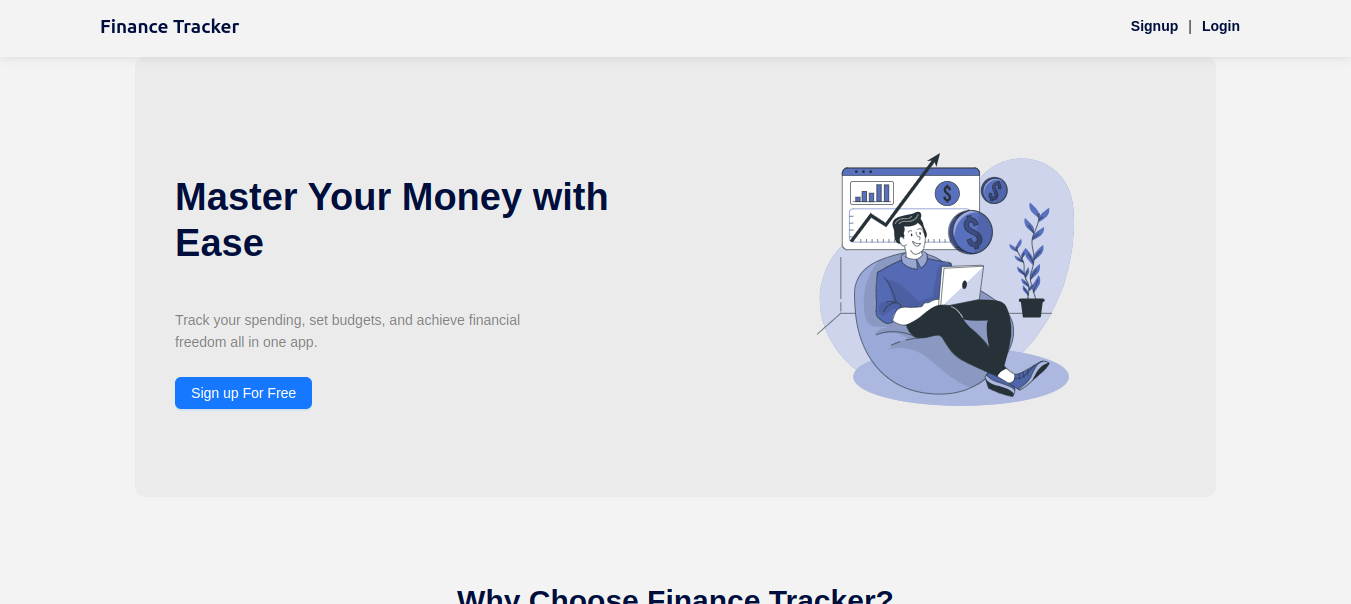 Finance Tracker
Signup | Login
Master Your Money with
Ease
Track your spending, set budgets, and achieve financial
freedom all in one app.
Sign up For Free
Why Choose Finance Tracker?